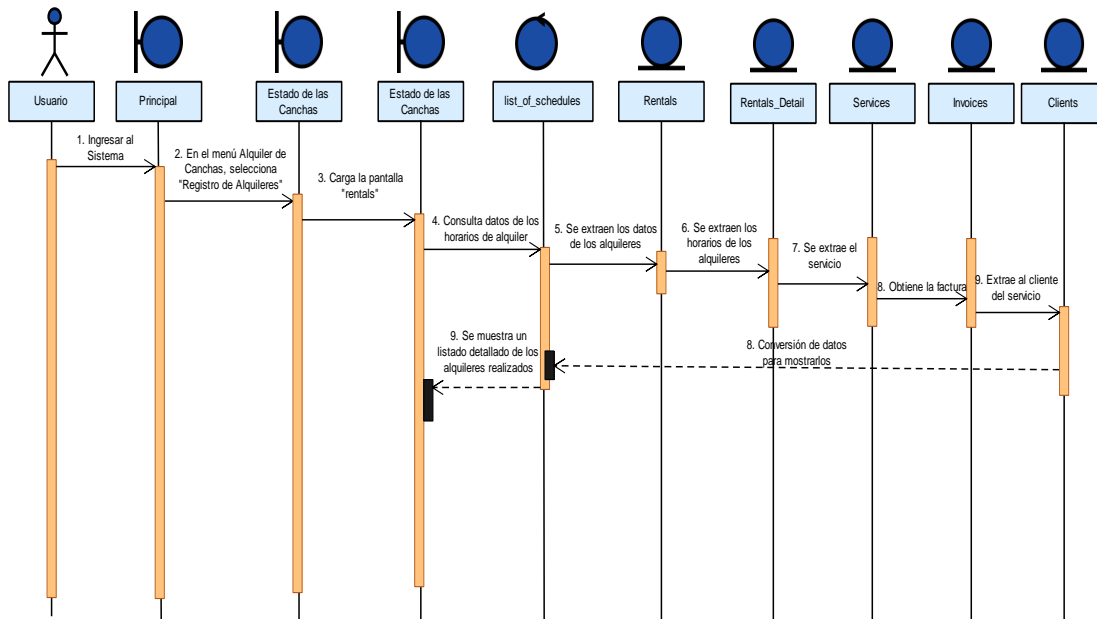 Usuario
Principal
Estado de las
Canchas
Estado de las
Canchas
list_of_schedules
Rentals
Rentals_Detail
Services
Invoices
Clients
1. Ingresar al
Sistema
2. En el menú Alquiler de
Canchas, selecciona
"Registro de Alquileres"
3. Carga la pantalla
"rentals"
4. Consulta datos de los
horarios de alquiler
5. Se extraen los datos
de los alquileres
6. Se extraen los
horarios de los
alquileres
7. Se extrae el
servicio
8. Obtiene la factura
9. Extrae al cliente
del servicio
8. Conversión de datos
para mostrarlos
9. Se muestra un
listado detallado de los
alquileres realizados